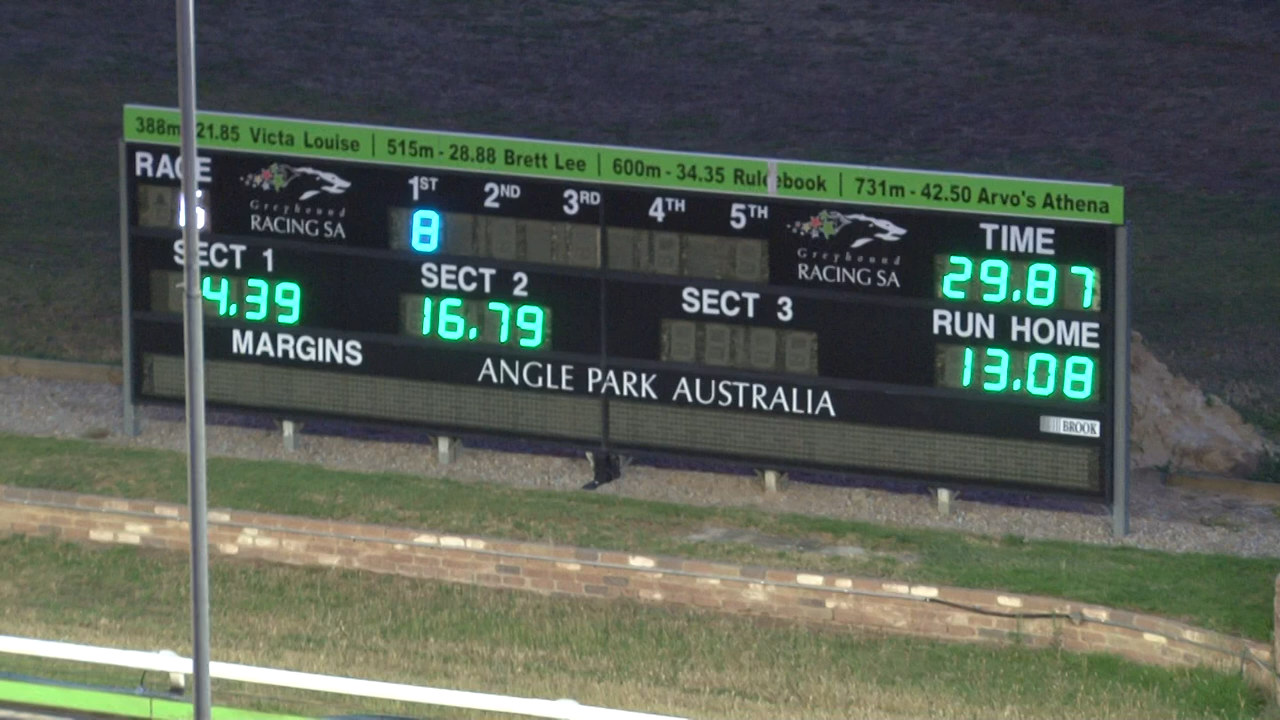 388m 21.85 Victa Louise | 515m - 28.88 Brett Lee | 600m - 34.35 Rulebook | 731m - 42.50 Arvo's Athena
RACE
Greyhound
RACING SA
1ST 2ND 3RD 4TH 5TH
8
Greyhound
RACING SA
TIME
29.87
SECT 1
4.39
SECT 2
16.79
SECT 3
RUN HOME
13.08
MARGINS
ANGLE PARK AUSTRALIA
BROOK